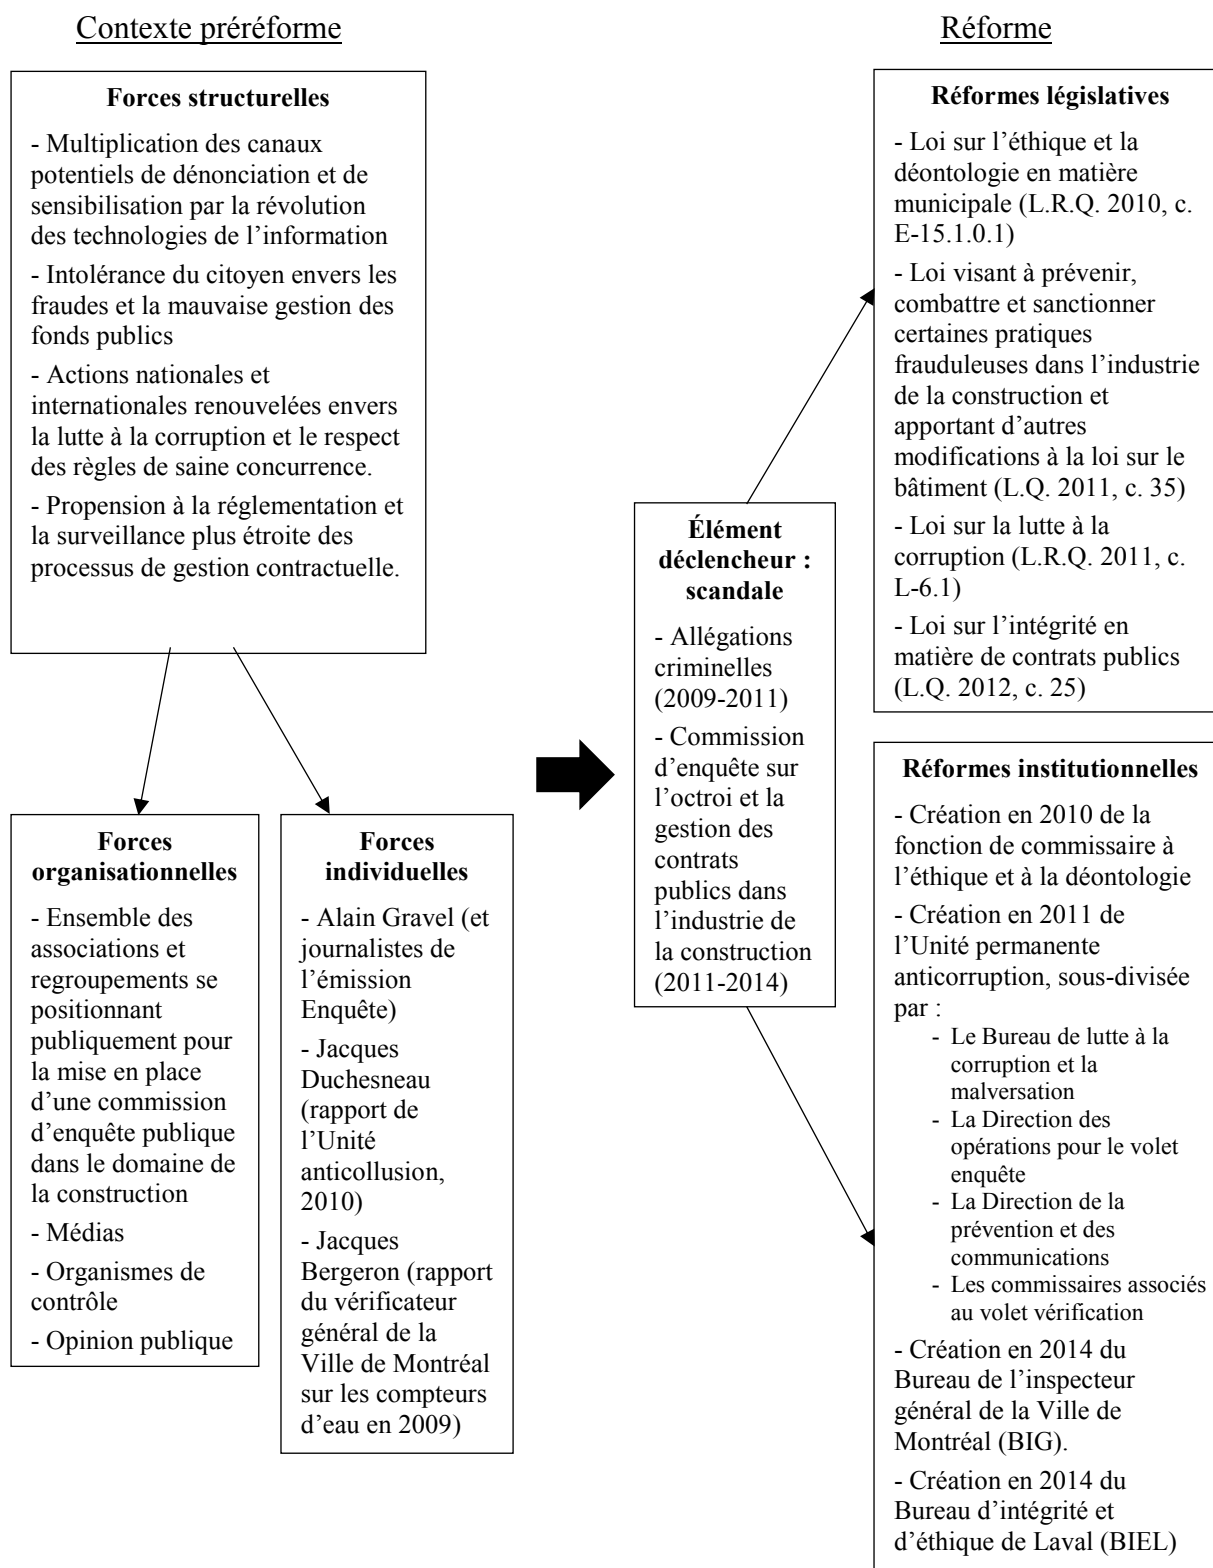 Contexte préréforme
Réforme
Forces structurelles
- Multiplication des canaux
potentiels de dénonciation et de
sensibilisation par la révolution
des technologies de l’information
- Intolérance du citoyen envers les
fraudes et la mauvaise gestion des
fonds publics
- Actions nationales et
internationales renouvelées envers
la lutte à la corruption et le respect
des règles de saine concurrence.
- Propension à la réglementation et
la surveillance plus étroite des
processus de gestion contractuelle.
Forces
organisationnelles
- Ensemble des
associations et
regroupements se
positionnant
publiquement pour
la mise en place
d’une commission
d’enquête publique
dans le domaine de
la construction
- Médias
- Organismes de
contrôle
- Opinion publique
Forces
individuelles
- Alain Gravel (et
journalistes de
l’émission
Enquête)
- Jacques
Duchesneau
(rapport de
l’Unité
anticollusion,
2010)
- Jacques
Bergeron (rapport
du vérificateur
général de la
Ville de Montréal
sur les compteurs
d’eau en 2009)
Élément
déclencheur :
scandale
- Allégations
criminelles
(2009-2011)
- Commission
d’enquête sur
l’octroi et la
gestion des
contrats
publics dans
l’industrie de
la construction
(2011-2014)
Réformes législatives
- Loi sur l’éthique et la
déontologie en matière
municipale (L.R.Q. 2010, c.
E-15.1.0.1)
- Loi visant à prévenir,
combattre et sanctionner
certaines pratiques
frauduleuses dans l’industrie
de la construction et
apportant d’autres
modifications à la loi sur le
bâtiment (L.Q. 2011, c. 35)
- Loi sur la lutte à la
corruption (L.R.Q. 2011, c.
L-6.1)
- Loi sur l’intégrité en
matière de contrats publics
(L.Q. 2012, c. 25)
Réformes institutionnelles
- Création en 2010 de la
fonction de commissaire à
l’éthique et à la déontologie
- Création en 2011 de
l’Unité permanente
anticorruption, sous-divisée
par :
- Le Bureau de lutte à la
corruption et la
malversation
- La Direction des
opérations pour le volet
enquête
- La Direction de la
prévention et des
communications
- Les commissaires associés
au volet vérification
- Création en 2014 du
Bureau de l’inspecteur
général de la Ville de
Montréal (BIG).
- Création en 2014 du
Bureau d’intégrité et
d’éthique de Laval (BIEL)